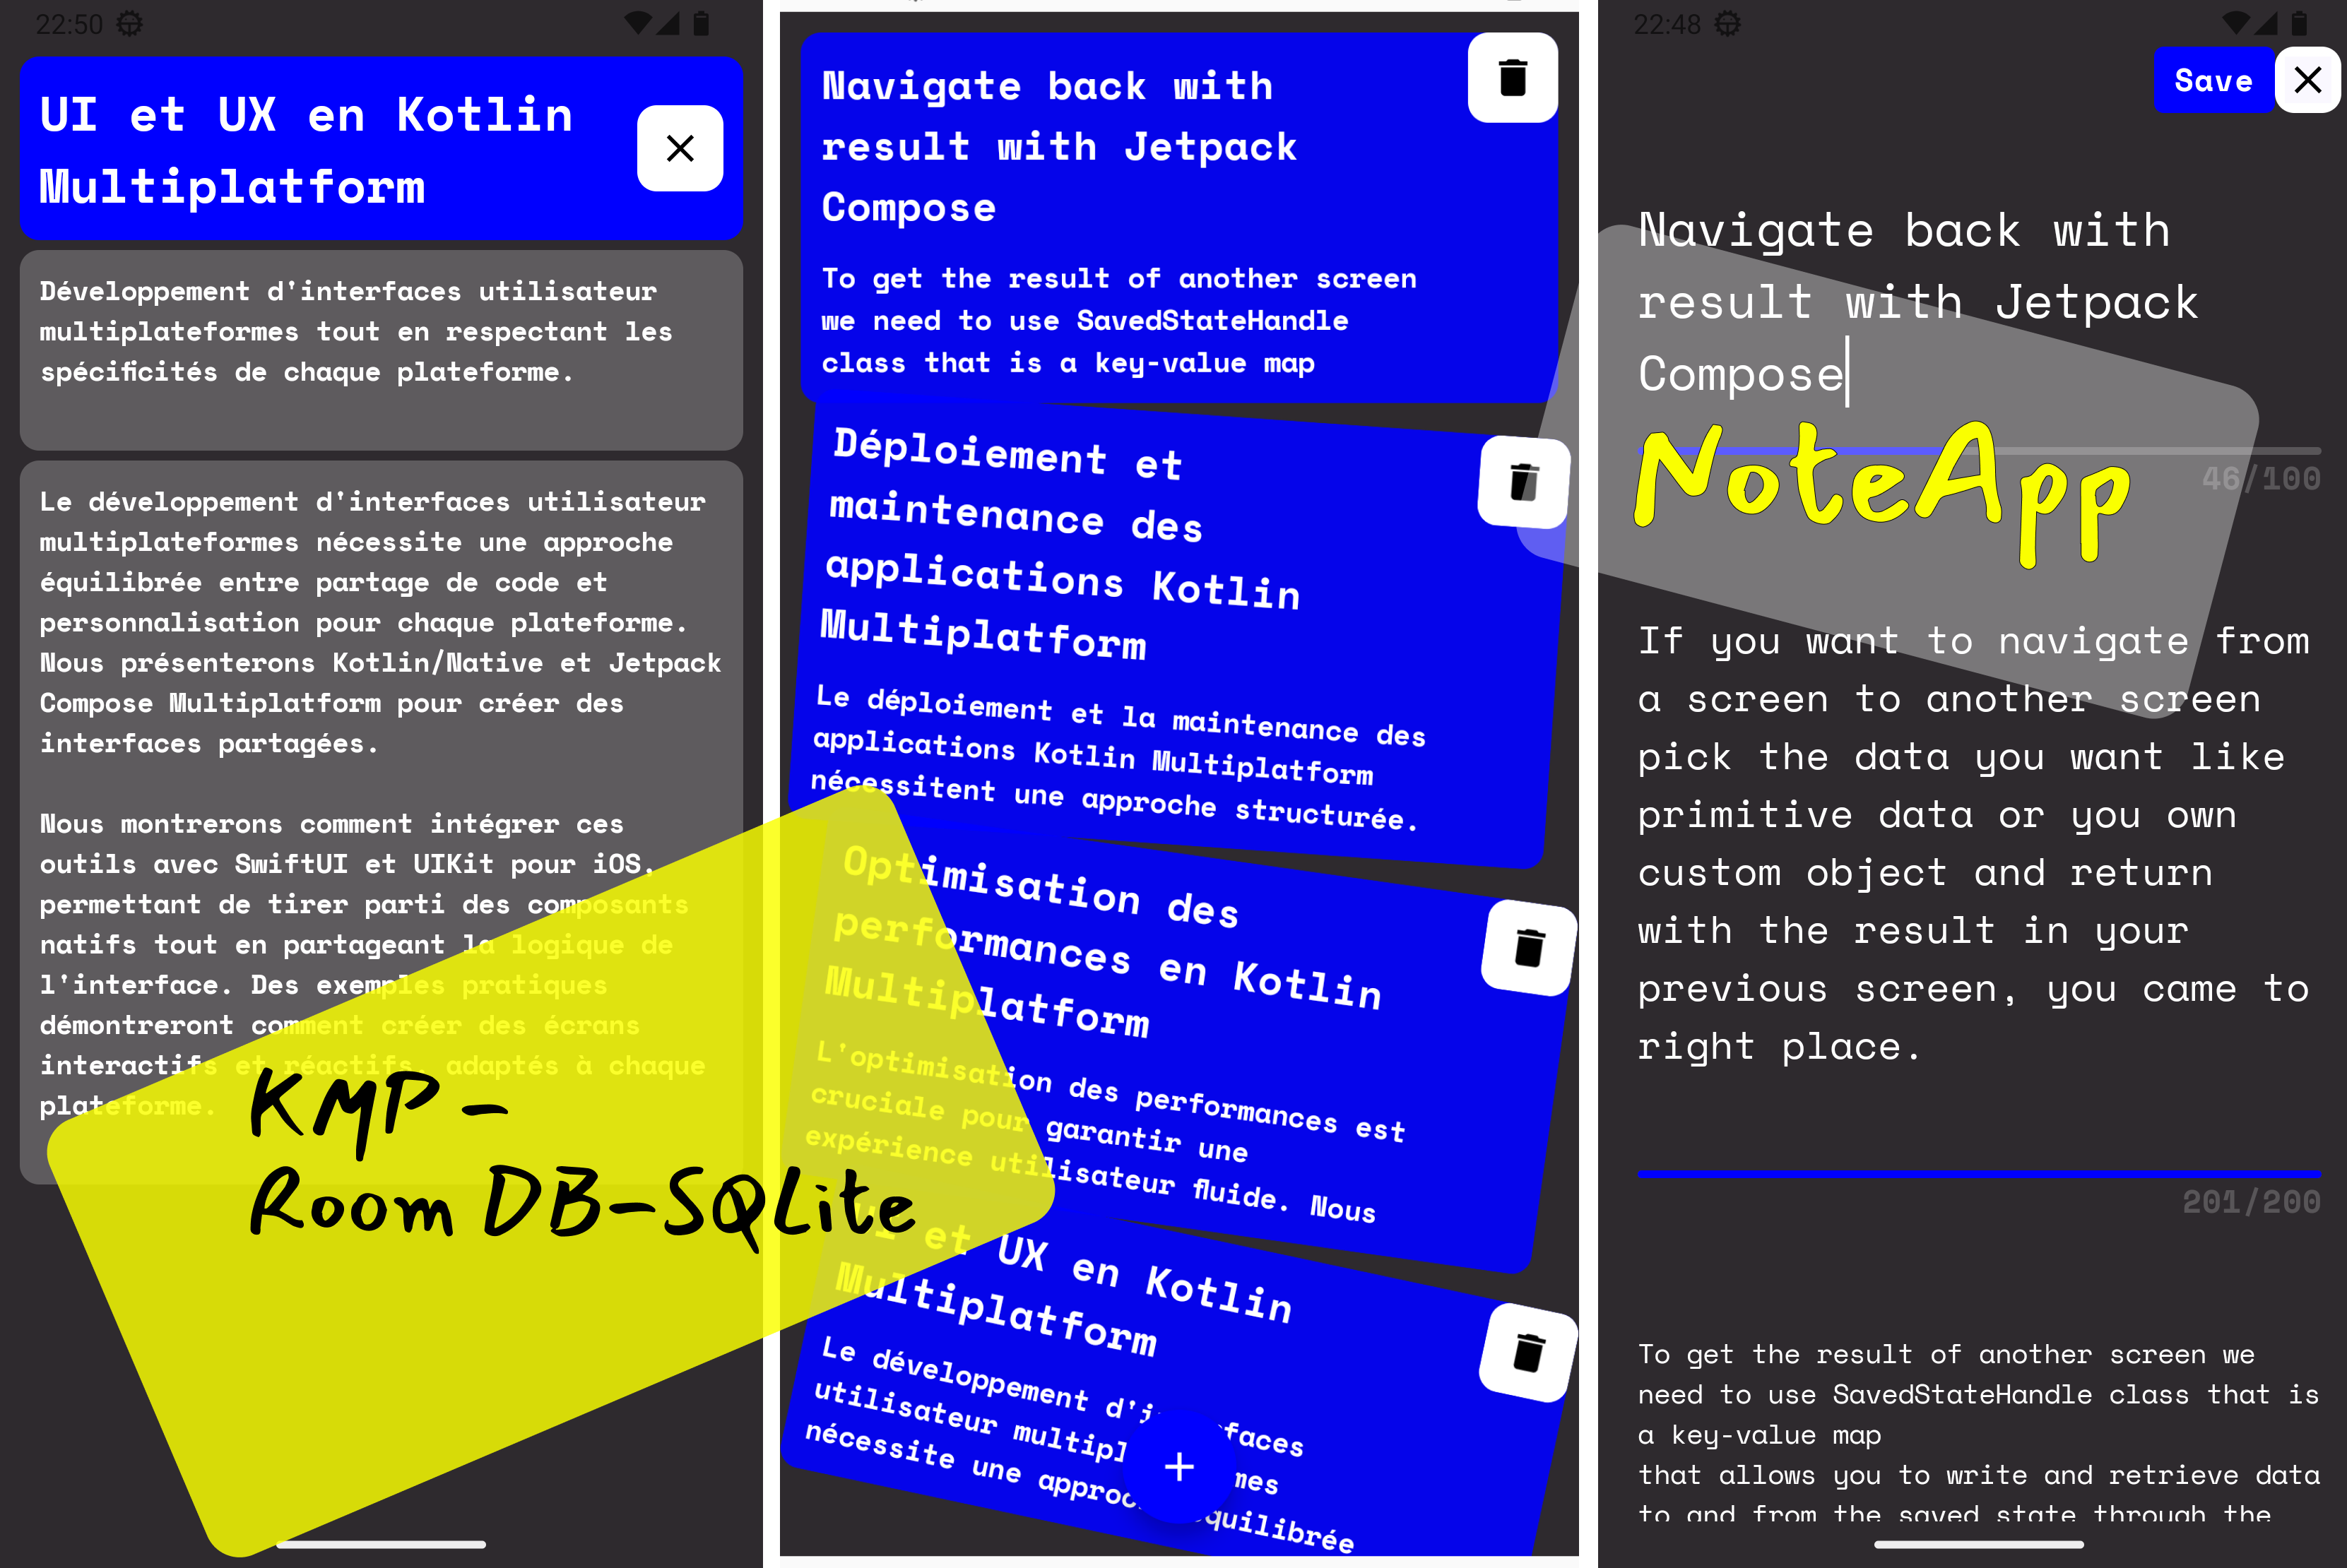 22:50
UI et UX en Kotlin
Multiplatform
Développement d'interfaces utilisateur
multiplateformes tout en respectant les
spécificités de chaque plateforme.
Le développement d'interfaces utilisateur
multiplateformes nécessite une approche
équilibrée entre partage de code et
personnalisation pour chaque plateforme.
Nous présenterons Kotlin/Native et Jetpack
Compose Multiplatform pour créer des
interfaces partagées.
Nous montrerons comment intégrer ces
outils avec SwiftUI et UIKit pour iOS,
permettant de tirer parti des composants
natifs tout en partageant la logique de
l'interface. Des exemples pratiques
démontreront comment créer des écrans
interactifs et réactifs, adaptés à chaque
plateforme.
KMP -
Room DB-SQLite
Navigate back with
result with Jetpack
Compose
To get the result of another screen
we need to use SavedStateHandle
class that is a key-value map
Déploiement et
maintenance des
applications Kotlin
Multiplatform
Le déploiement et la maintenance des
applications Kotlin Multiplatform
nécessitent une approche structurée.
Optimisation des
performances en Kotlin
Multiplatform
L'optimisation des performances est
cruciale pour garantir une
expérience utilisateur fluide. Nous
UI et UX en Kotlin
Multiplatform
Le développement
utilisateur
nécessite une
22:48
Save
Navigate back with
result with Jetpack
Compose
46/100
NoteApp
If you want to navigate from
a screen to another screen
pick the data you want like
primitive data or you own
custom object and return
with the result in your
previous screen, you came to
right place.
201/200
To get the result of another screen we
need to use SavedStateHandle class that is
a key-value map
that allows you to write and retrieve data
to and from the saved state through the